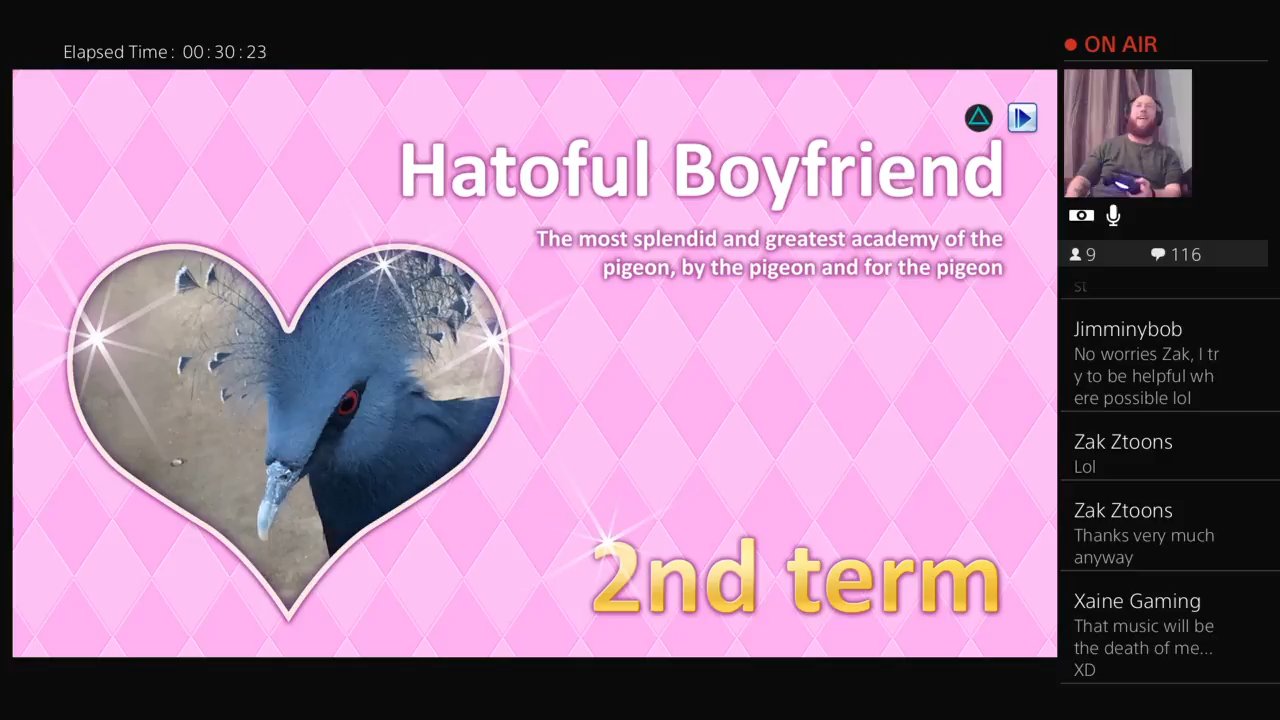 Elapsed Time: 00:30:23
ON AIR
Hatoful Boyfriend
The most splendid and greatest academy of the
pigeon, by the pigeon and for the pigeon
2nd term
9
116
st
Jimminybob
No worries Zak, I tr
y to be helpful wh
ere possible lol
Zak Ztoons
Lol
Zak Ztoons
Thanks very much
anyway
Xaine Gaming
That music will be
the death of me...
XD